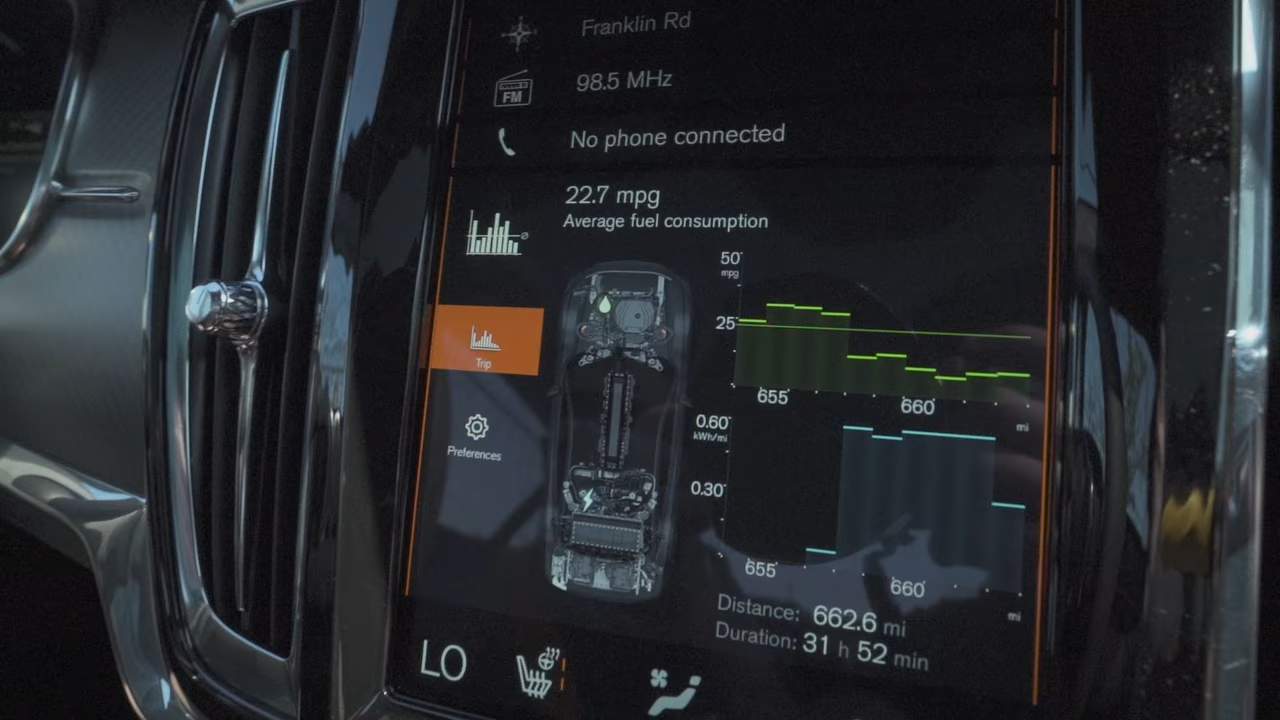 Franklin Rd
FM
98.5 MHz
No phone connected
22.7 mpg
Average fuel consumption
50
mpg
25
655
660
mi
Trip
Preferences
0.60
kWh/mi
0.30
655
660
mi
Distance: 662.6 mi
Duration: 31 h 52 min
LO